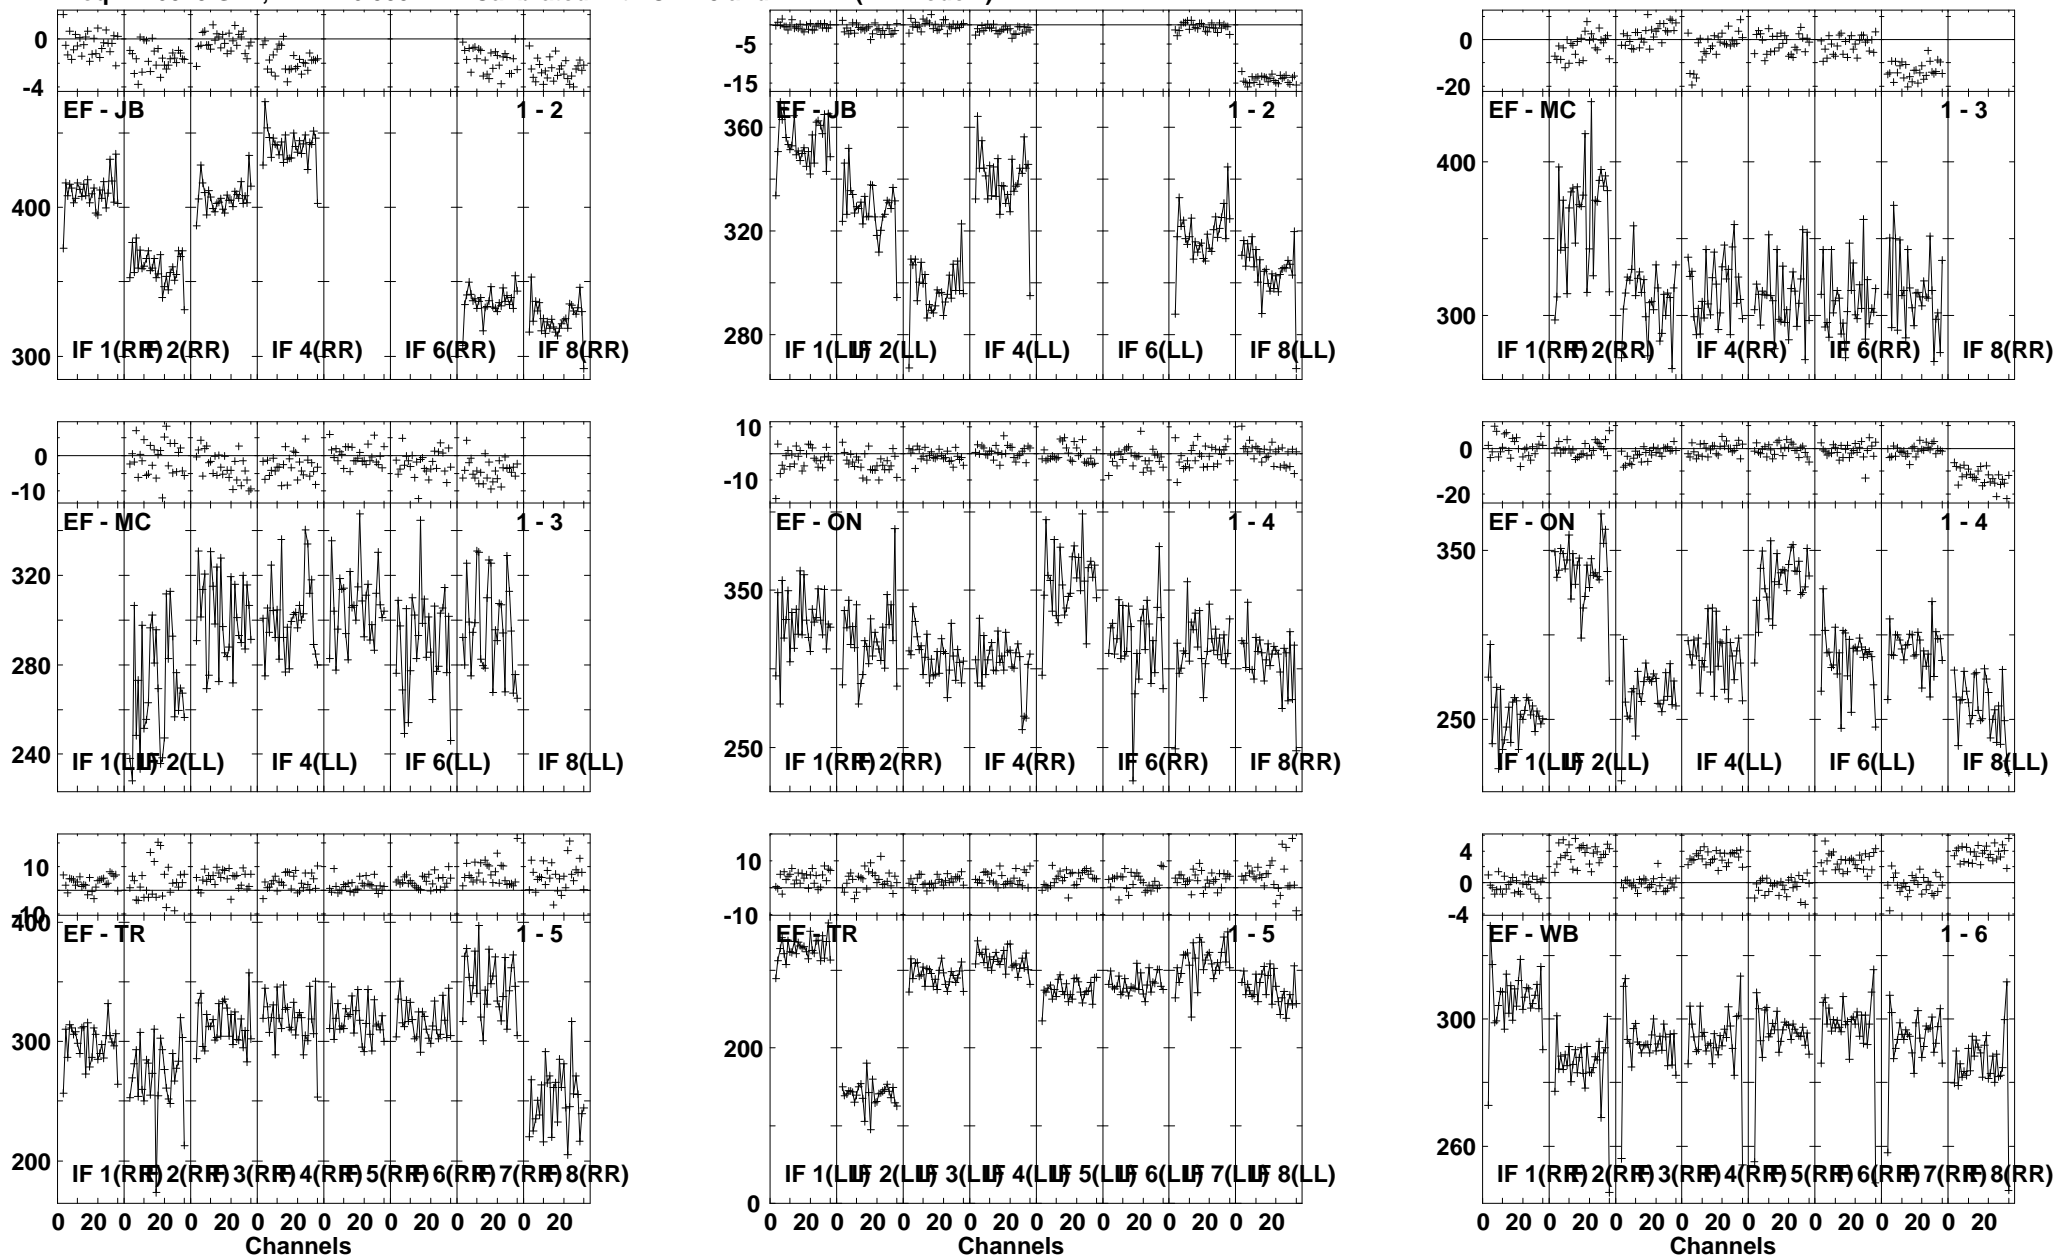 0
-4
EF - JB 1 - 2
400
300
IF 1(RR) IF 2(RR) IF 4(RR) IF 6(RR) IF 8(RR)
-5
-15
EF - JB 1 - 2
360
320
280
IF 1(LL) IF 2(LL) IF 4(LL) IF 6(LL) IF 8(LL)
0
-20
EF - MC 1 - 3
400
300
IF 1(RR) IF 2(RR) IF 4(RR) IF 6(RR) IF 8(RR)
0
-10
EF - MC 1 - 3
320
280
240
IF 1(LL) IF 2(LL) IF 4(LL) IF 6(LL) IF 8(LL)
10
-10
EF - ON 1 - 4
350
250
IF 1(RR) IF 2(RR) IF 4(RR) IF 6(RR) IF 8(RR)
0
-20
EF - ON 1 - 4
350
250
IF 1(LL) IF 2(LL) IF 4(LL) IF 6(LL) IF 8(LL)
10
-10
400
EF - TR 1 - 5
300
200
IF 1(RR) IF 2(RR) IF 3(RR) IF 4(RR) IF 5(RR) IF 6(RR) IF 7(RR) IF 8(RR)
0 20 0 20 0 20 0 20 0 20 0 20 0 20 0 20
Channels
10
-10
EF - TR 1 - 5
200
0
IF 1(LL) IF 2(LL) IF 3(LL) IF 4(LL) IF 5(LL) IF 6(LL) IF 7(LL) IF 8(LL)
0 20 0 20 0 20 0 20 0 20 0 20 0 20 0 20
Channels
4
0
-4
EF - WB 1 - 6
300
260
IF 1(RR) IF 2(RR) IF 3(RR) IF 4(RR) IF 5(RR) IF 6(RR) IF 7(RR) IF 8(RR)
0 20 0 20 0 20 0 20 0 20 0 20 0 20 0 20
Channels